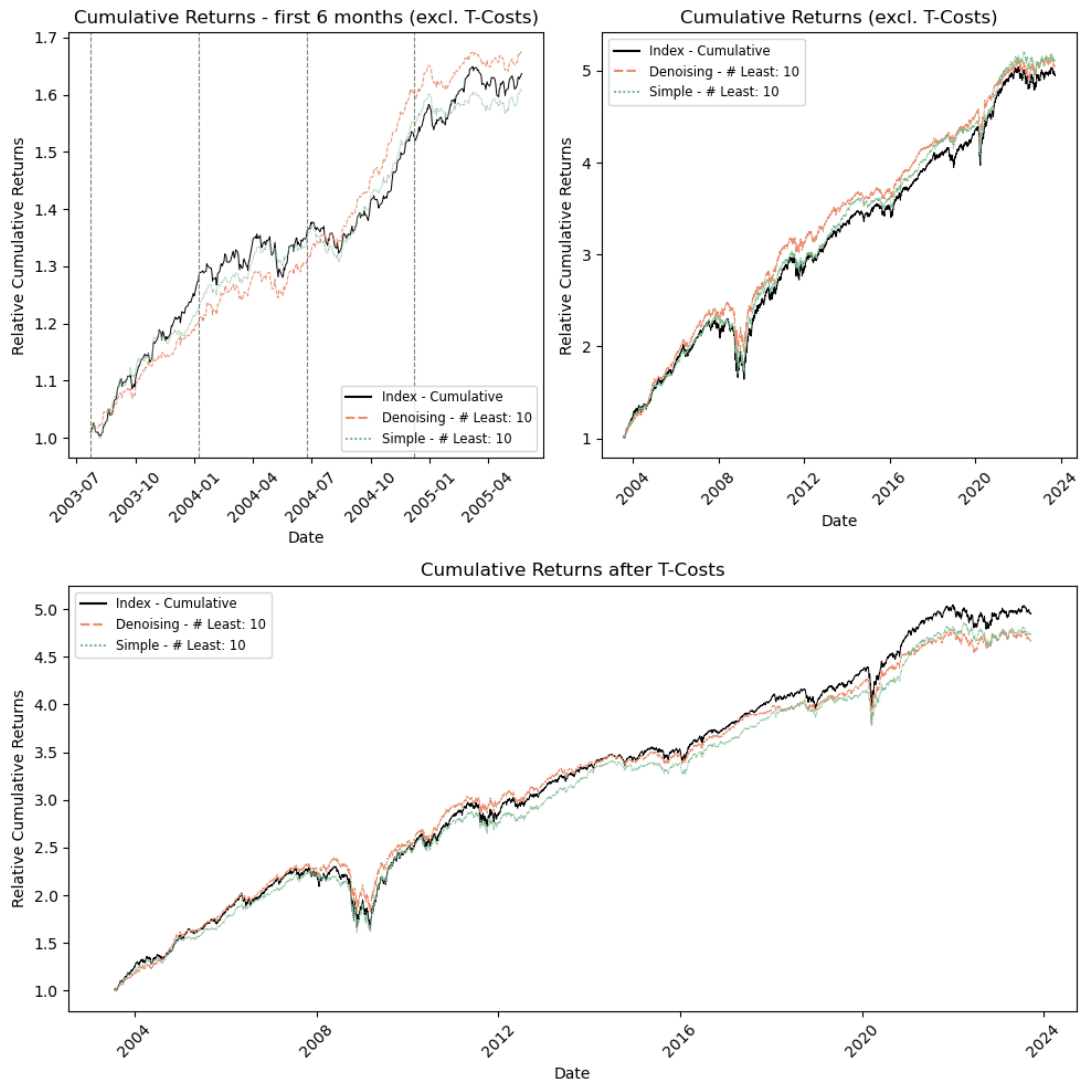 Cumulative Returns - first 6 months (excl. T-Costs)
Relative Cumulative Returns
1.7
1.6
1.5
1.4
1.3
1.2
1.1
1.0
Index - Cumulative
Denoising - # Least: 10
Simple - # Least: 10
2003-07
2003-10
2004-01
2004-04
2004-07
2004-10
2005-01
2005-04
Date
Cumulative Returns (excl. T-Costs)
Relative Cumulative Returns
5
4
3
2
1
Index - Cumulative
Denoising - # Least: 10
Simple - # Least: 10
2004
2008
2012
2016
2020
2024
Date
Cumulative Returns after T-Costs
Relative Cumulative Returns
5.0
4.5
4.0
3.5
3.0
2.5
2.0
1.5
1.0
Index - Cumulative
Denoising - # Least: 10
Simple - # Least: 10
2004
2008
2012
2016
2020
2024
Date